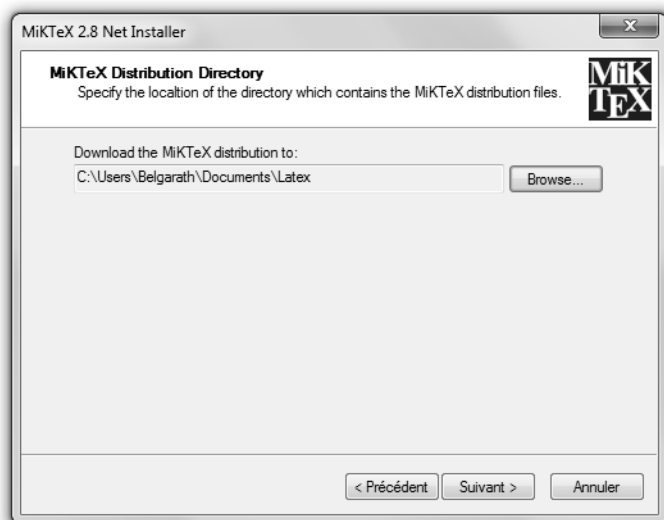 MiKTeX 2.8 Net Installer
MiKTeX Distribution Directory
Specify the localtion of the directory which contains the MiKTeX distribution files.
MiK
TEX
Download the MiKTeX distribution to:
C:\Users\Belgarath\Documents\Latex
Browse...
< Précédent
Suivant >
Annuler